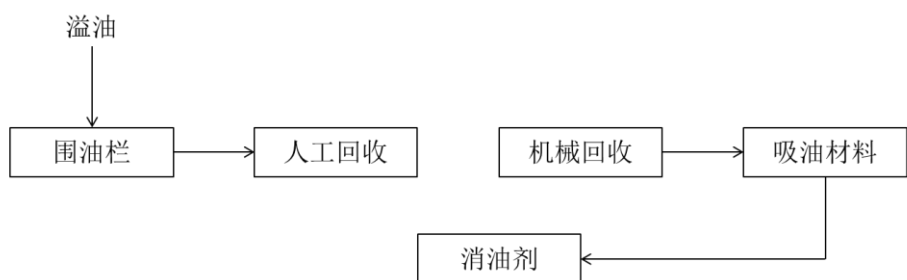 溢油
围油栏
人工回收
机械回收
吸油材料
消油剂